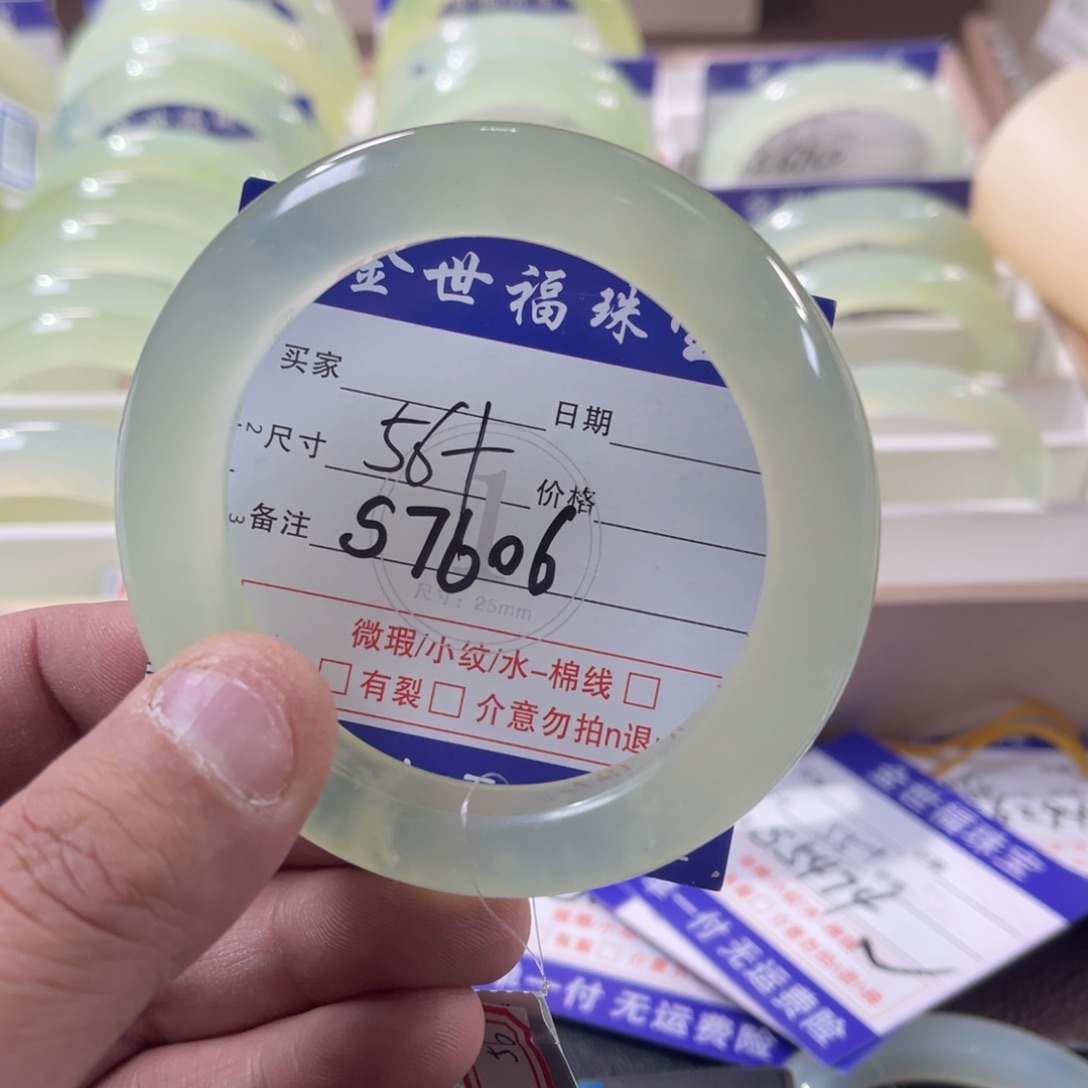 金世福珠宝
买家
日期
尺寸 56+
价格
备注 S7606
尺寸：25mm
微瑕/小纹/水-棉线 □
□ 有裂 □ 介意勿拍n退
金世福珠宝
一付 无运费险
一付 无运费险